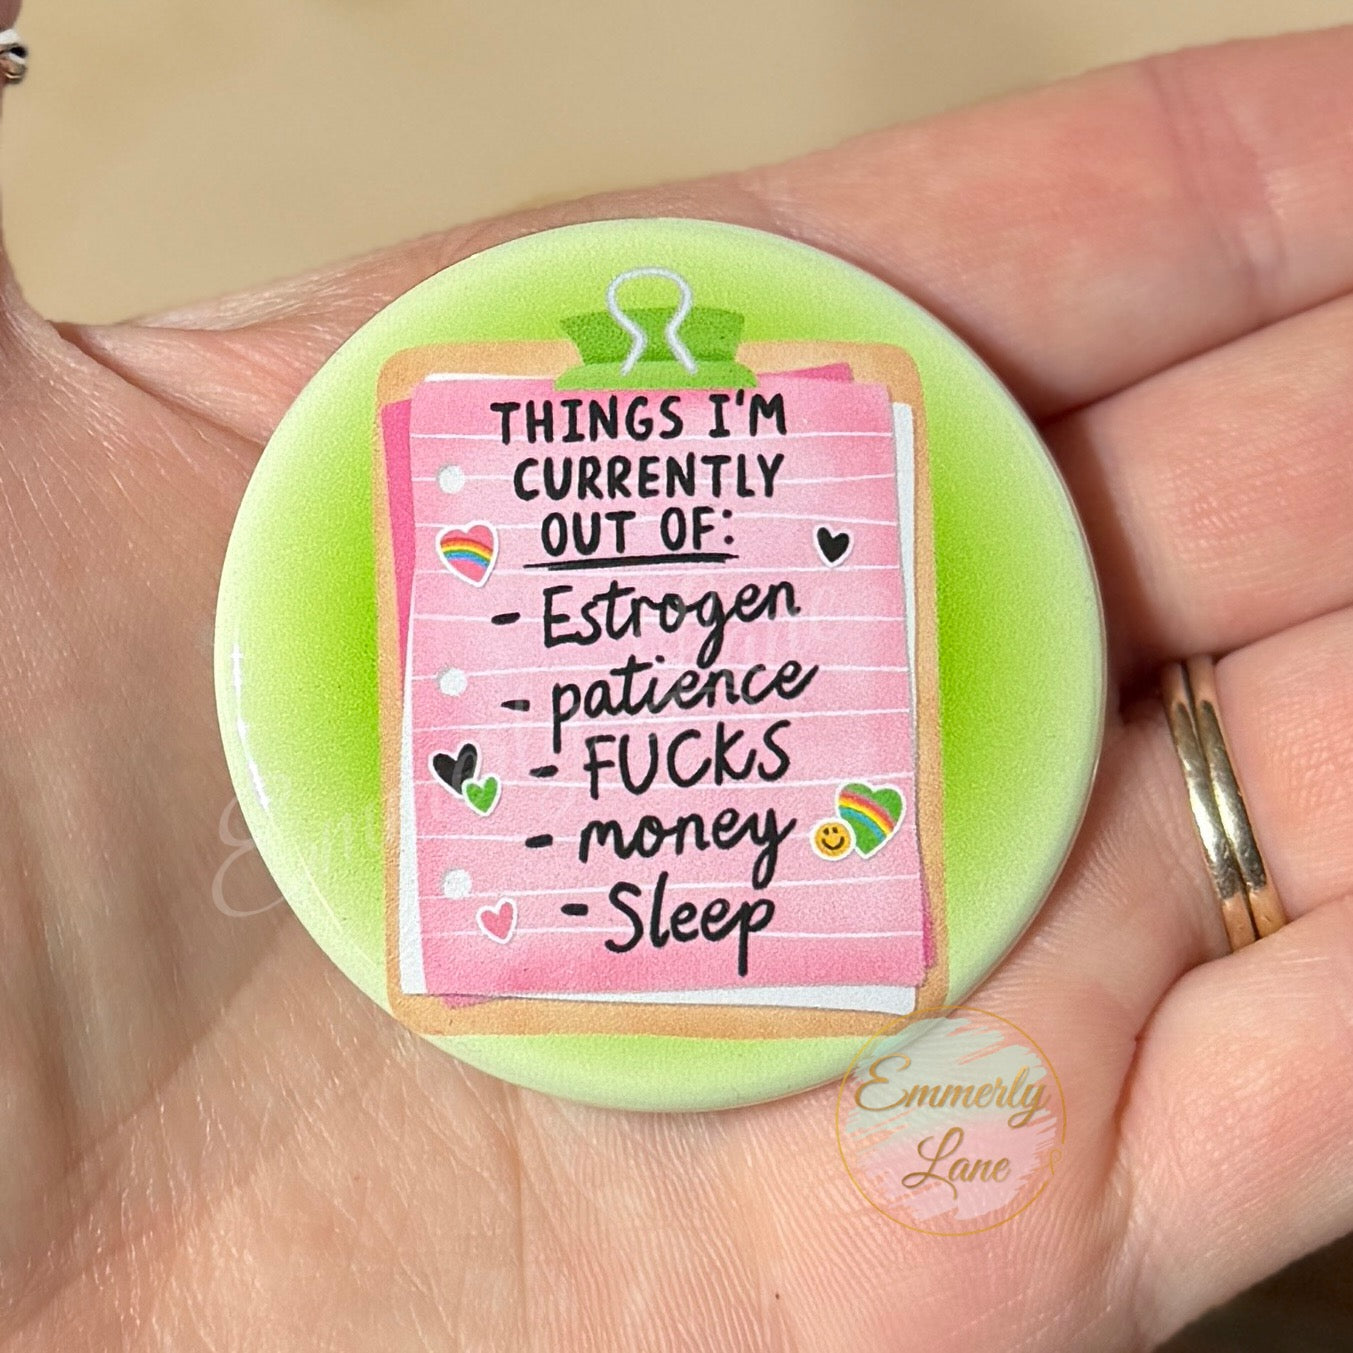 THINGS I'M
CURRENTLY
OUT OF:
- Estrogen
- patience
- FUCKS
- money
- Sleep
Emmerly
Lane